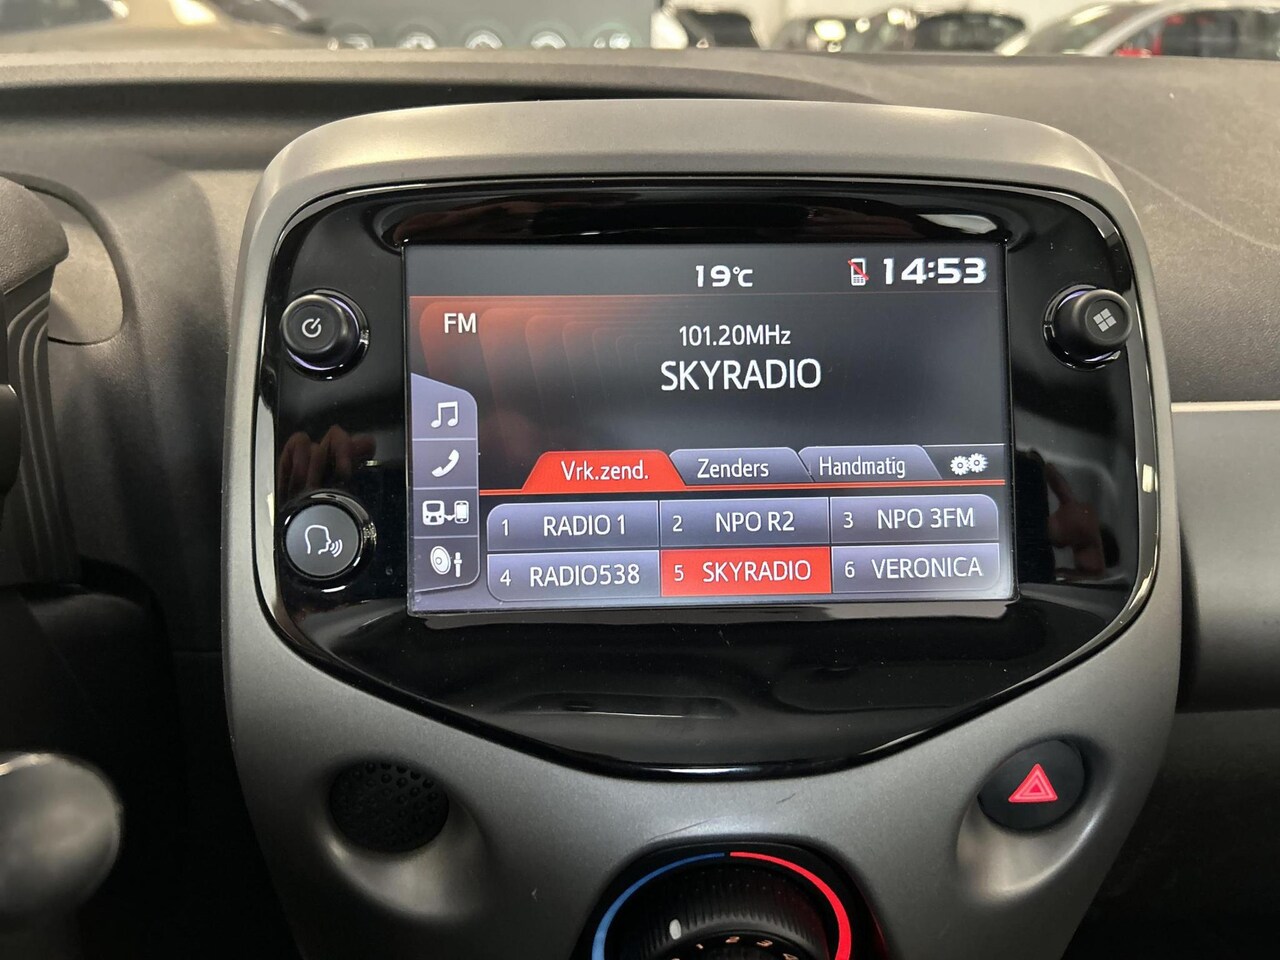 19°C 14:53
FM
101.20MHz
SKYRADIO
Vrk.zend. Zenders Handmatig
1 RADIO 1 2 NPO R2 3 NPO 3FM
4 RADIO538 5 SKYRADIO 6 VERONICA